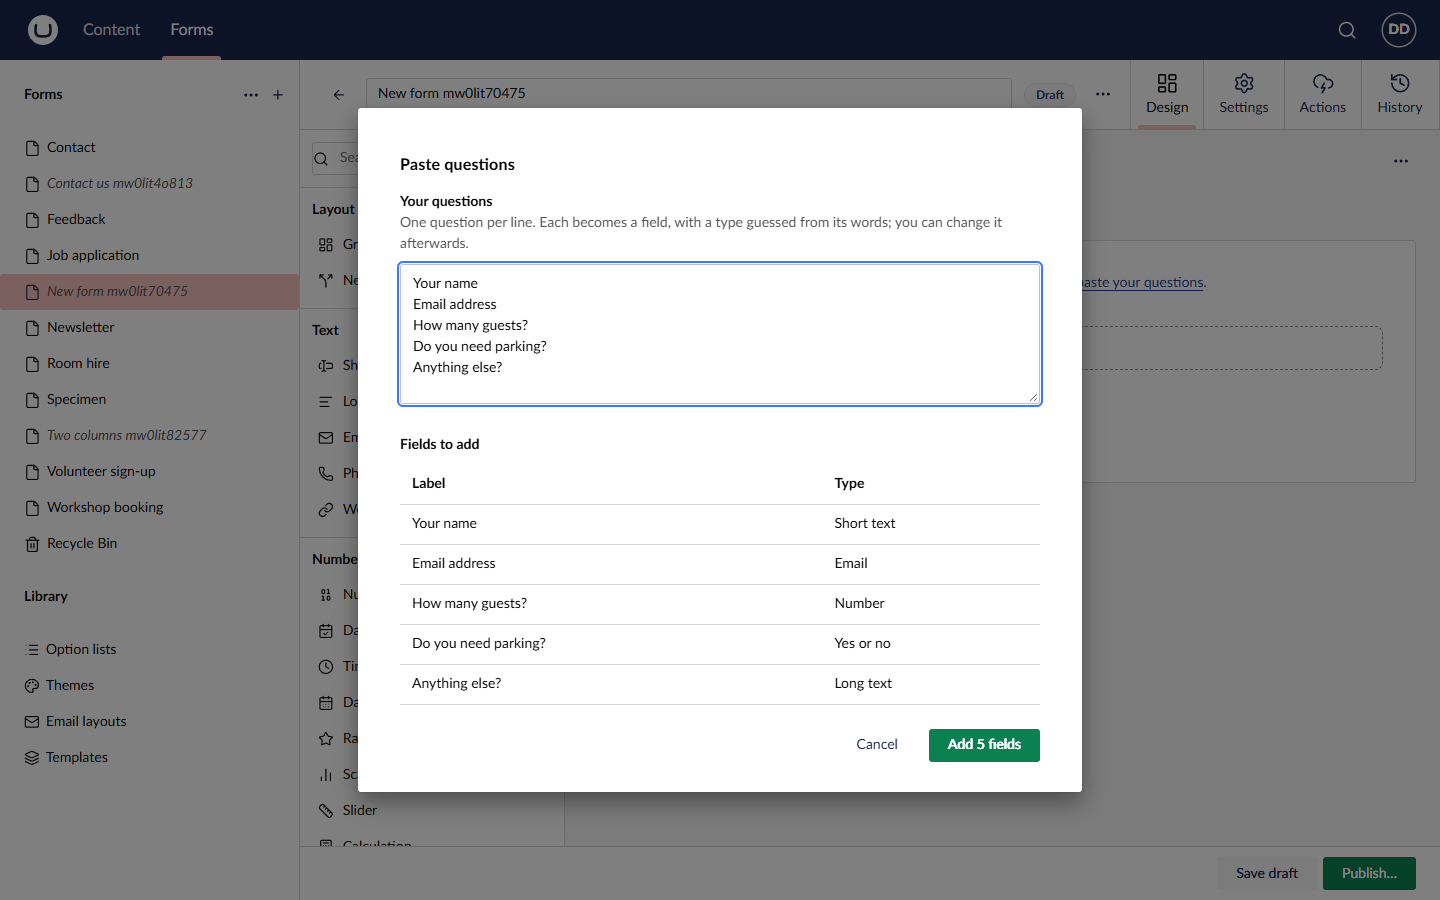 Content
Forms
DD
Forms
Contact
Contact us mw0lit4o813
Feedback
Job application
New form mw0lit70475
Newsletter
Room hire
Specimen
Two columns mw0lit82577
Volunteer sign-up
Workshop booking
Recycle Bin
Library
Option lists
Themes
Email layouts
Templates
New form mw0lit70475
Draft
Design
Settings
Actions
History
Layout
Text
Slider
Calculation
paste your questions.
Paste questions
Your questions
One question per line. Each becomes a field, with a type guessed from its words; you can change it
afterwards.
Your name
Email address
How many guests?
Do you need parking?
Anything else?
Fields to add
Label Type
Your name Short text
Email address Email
How many guests? Number
Do you need parking? Yes or no
Anything else? Long text
Cancel
Add 5 fields
Save draft
Publish...